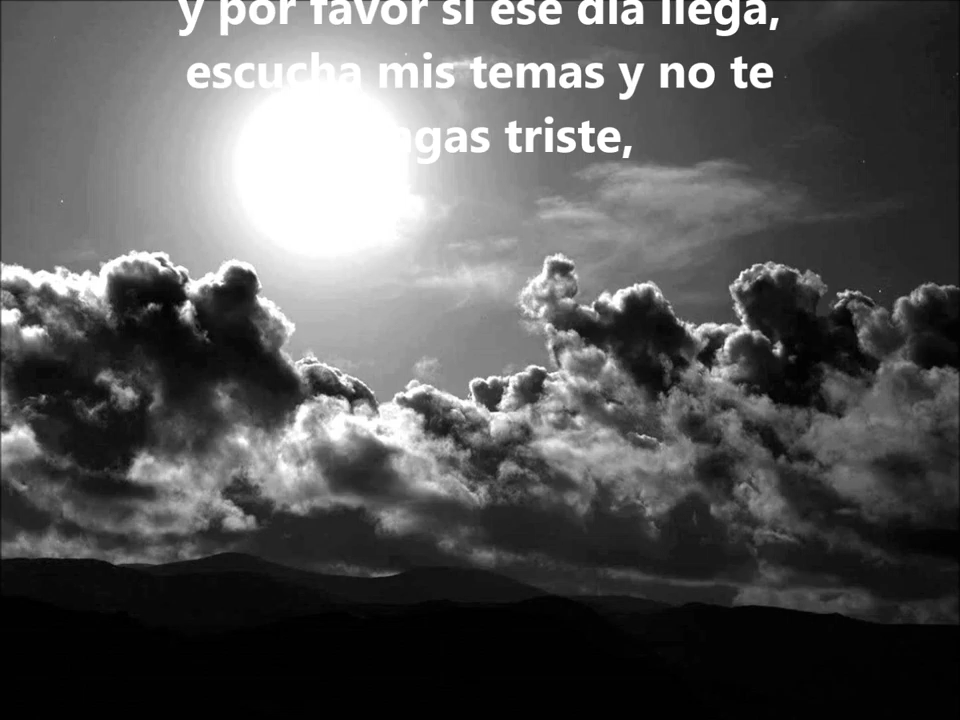 y por favor si ese día llega,
escucha mis temas y no te
triste,